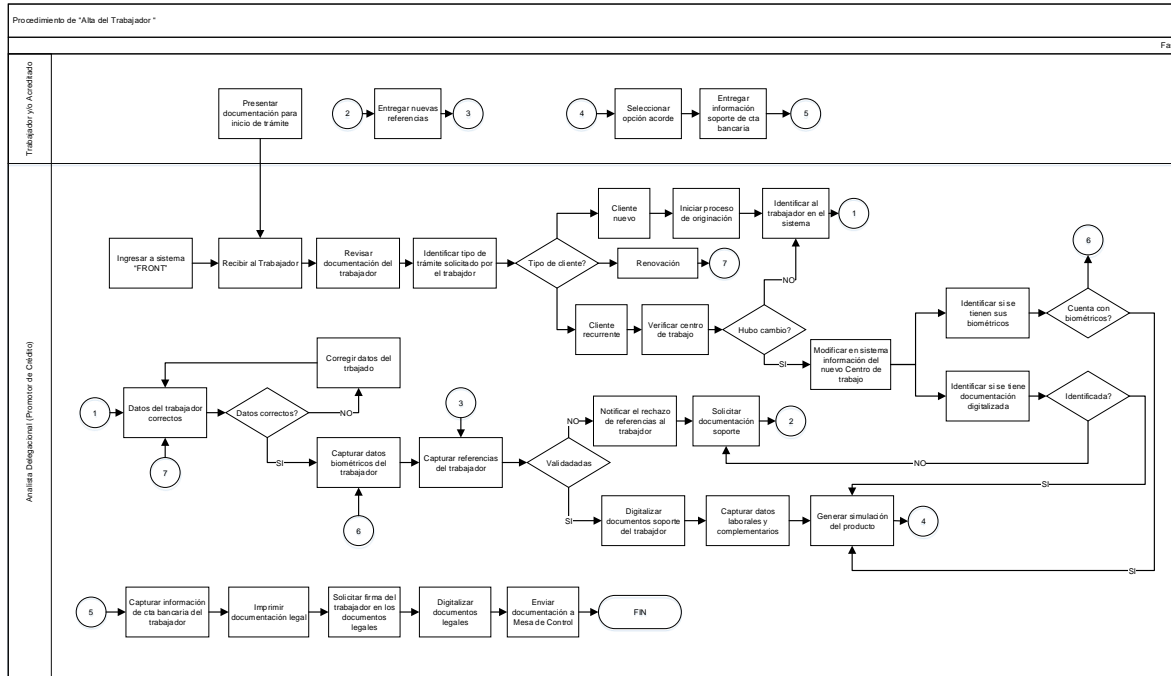 Procedimiento de "Alta del Trabajador "
Fa
Trabajador y/o Acreditado
Presentar
documentación para
inicio de trámite
2
Entregar nuevas
referencias
3
4
Seleccionar
opción acorde
Entregar
información
soporte de cta
bancaria
5
Analista Delegacional (Promotor de Crédito)
Ingresar a sistema
"FRONT"
Recibir al Trabajador
Revisar
documentación del
trabajador
Identificar tipo de
trámite solicitado por
el trabajdor
Tipo de cliente?
Cliente
nuevo
Iniciar proceso
de originación
Identificar al
trabajador en el
sistema
1
Renovación
7
Cliente
recurrente
Verificar centro
de trabajo
Hubo cambio?
NO
SI
Modificar en sistema
información del
nuevo Centro de
trabajo
Identificar si se
tienen sus
biométricos
Cuenta con
biométricos?
6
Identificar si se tiene
documentación
digitalizada
Identificada?
NO
SI
SI
1
Datos del trabajador
correctos
7
Datos correctos?
NO
Corregir datos del
trbajado
SI
Capturar datos
biométricos del
trabajador
6
3
Capturar referencias
del trabajador
Validadadas
NO
Notificar el rechazo
de referencias al
trabajdor
Solicitar
documentación
soporte
2
SI
Digitalizar
documentos soporte
del trabajdor
Capturar datos
laborales y
complementarios
Generar simulación
del producto
4
5
Capturar información
de cta bancaria del
trabajador
Imprimir
documentación legal
Solicitar firma del
trabajador en los
documentos
legales
Digitalizar
documentos
legales
Enviar
documentación a
Mesa de Control
FIN